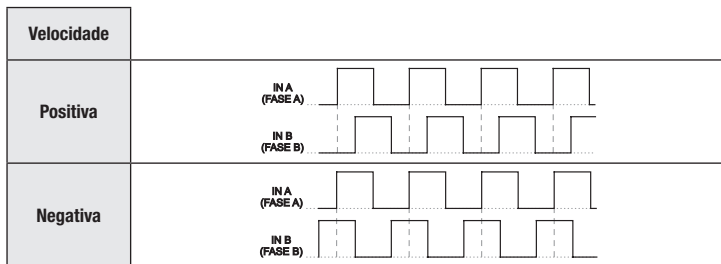 Velocidade
Positiva
IN A
(FASE A)
IN B
(FASE B)
Negativa
IN A
(FASE A)
IN B
(FASE B)